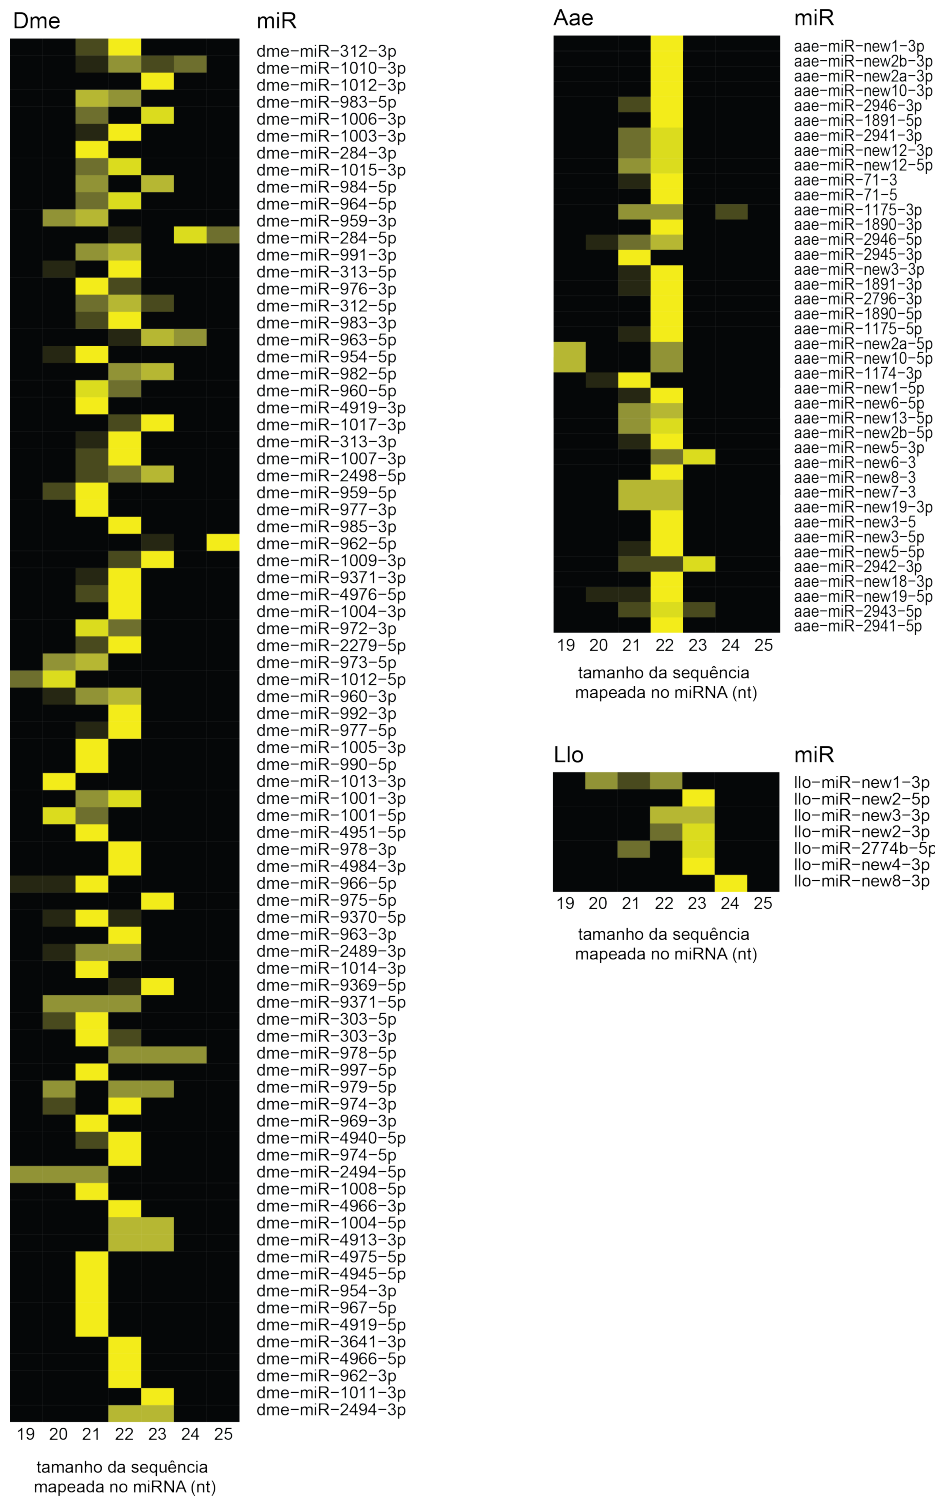 Dme
miR
dme-miR-312-3p
dme-miR-1010-3p
dme-miR-1012-3p
dme-miR-983-5p
dme-miR-1006-3p
dme-miR-1003-3p
dme-miR-284-3p
dme-miR-1015-3p
dme-miR-984-5p
dme-miR-964-5p
dme-miR-959-3p
dme-miR-284-5p
dme-miR-991-3p
dme-miR-313-5p
dme-miR-976-3p
dme-miR-312-5p
dme-miR-983-3p
dme-miR-963-5p
dme-miR-954-5p
dme-miR-982-5p
dme-miR-960-5p
dme-miR-4919-3p
dme-miR-1017-3p
dme-miR-313-3p
dme-miR-1007-3p
dme-miR-2498-5p
dme-miR-959-5p
dme-miR-977-3p
dme-miR-985-3p
dme-miR-962-5p
dme-miR-1009-3p
dme-miR-9371-3p
dme-miR-4976-5p
dme-miR-1004-3p
dme-miR-972-3p
dme-miR-2279-5p
dme-miR-973-5p
dme-miR-1012-5p
dme-miR-960-3p
dme-miR-992-3p
dme-miR-977-5p
dme-miR-1005-3p
dme-miR-990-5p
dme-miR-1013-3p
dme-miR-1001-3p
dme-miR-1001-5p
dme-miR-4951-5p
dme-miR-978-3p
dme-miR-4984-3p
dme-miR-966-5p
dme-miR-975-5p
dme-miR-9370-5p
dme-miR-963-3p
dme-miR-2489-3p
dme-miR-1014-3p
dme-miR-9369-5p
dme-miR-9371-5p
dme-miR-303-5p
dme-miR-303-3p
dme-miR-978-5p
dme-miR-997-5p
dme-miR-979-5p
dme-miR-974-3p
dme-miR-969-3p
dme-miR-4940-5p
dme-miR-974-5p
dme-miR-2494-5p
dme-miR-1008-5p
dme-miR-4966-3p
dme-miR-1004-5p
dme-miR-4913-3p
dme-miR-4975-5p
dme-miR-4945-5p
dme-miR-954-3p
dme-miR-967-5p
dme-miR-4919-5p
dme-miR-3641-3p
dme-miR-4966-5p
dme-miR-962-3p
dme-miR-1011-3p
dme-miR-2494-3p
19 20 21 22 23 24 25
tamanho da sequência
mapeada no miRNA (nt)
Aae
miR
aae-miR-new1-3p
aae-miR-new2b-3p
aae-miR-new2a-3p
aae-miR-new10-3p
aae-miR-2946-3p
aae-miR-1891-5p
aae-miR-2941-3p
aae-miR-new12-3p
aae-miR-new12-5p
aae-miR-71-3
aae-miR-71-5
aae-miR-1175-3p
aae-miR-1890-3p
aae-miR-2946-5p
aae-miR-2945-3p
aae-miR-new3-3p
aae-miR-1891-3p
aae-miR-2796-3p
aae-miR-1890-5p
aae-miR-1175-5p
aae-miR-new2a-5p
aae-miR-new10-5p
aae-miR-1174-3p
aae-miR-new1-5p
aae-miR-new6-5p
aae-miR-new13-5p
aae-miR-new2b-5p
aae-miR-new5-3p
aae-miR-new6-3
aae-miR-new8-3
aae-miR-new7-3
aae-miR-new19-3p
aae-miR-new3-5
aae-miR-new3-5p
aae-miR-new5-5p
aae-miR-2942-3p
aae-miR-new18-3p
aae-miR-new19-5p
aae-miR-2943-5p
aae-miR-2941-5p
19 20 21 22 23 24 25
tamanho da sequência
mapeada no miRNA (nt)
Llo
miR
llo-miR-new1-3p
llo-miR-new2-5p
llo-miR-new3-3p
llo-miR-new2-3p
llo-miR-2774b-5p
llo-miR-new4-3p
llo-miR-new8-3p
19 20 21 22 23 24 25
tamanho da sequência
mapeada no miRNA (nt)